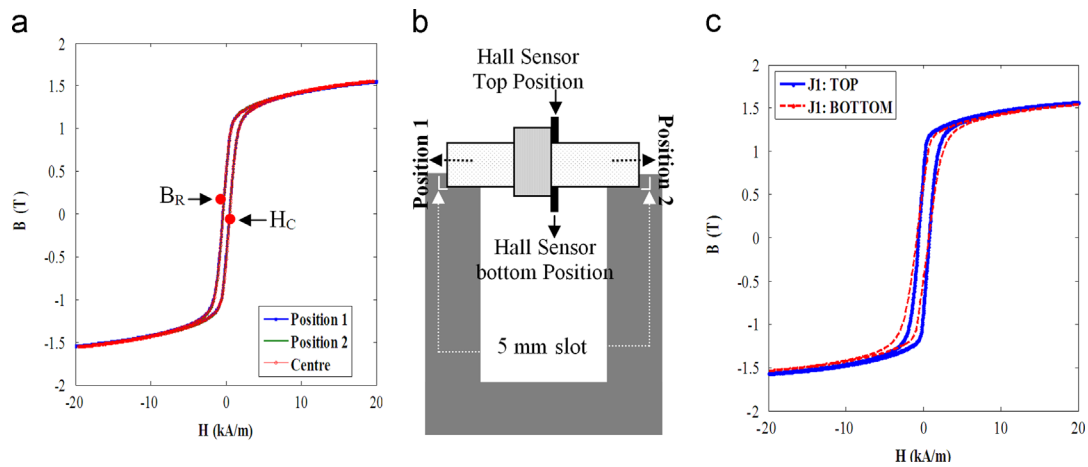 a
2
1.5
1
0.5
0
-0.5
-1
-1.5
-2
B (T)
B_R
H_C
Position 1
Position 2
Centre
-20
-10
0
10
20
H (kA/m)
b
Hall Sensor
Top Position
Position 1
Position 2
Hall Sensor
bottom Position
5 mm slot
c
2
1.5
1
0.5
0
-0.5
-1
-1.5
-2
B (T)
J1: TOP
J1: BOTTOM
-20
-10
0
10
20
H (kA/m)